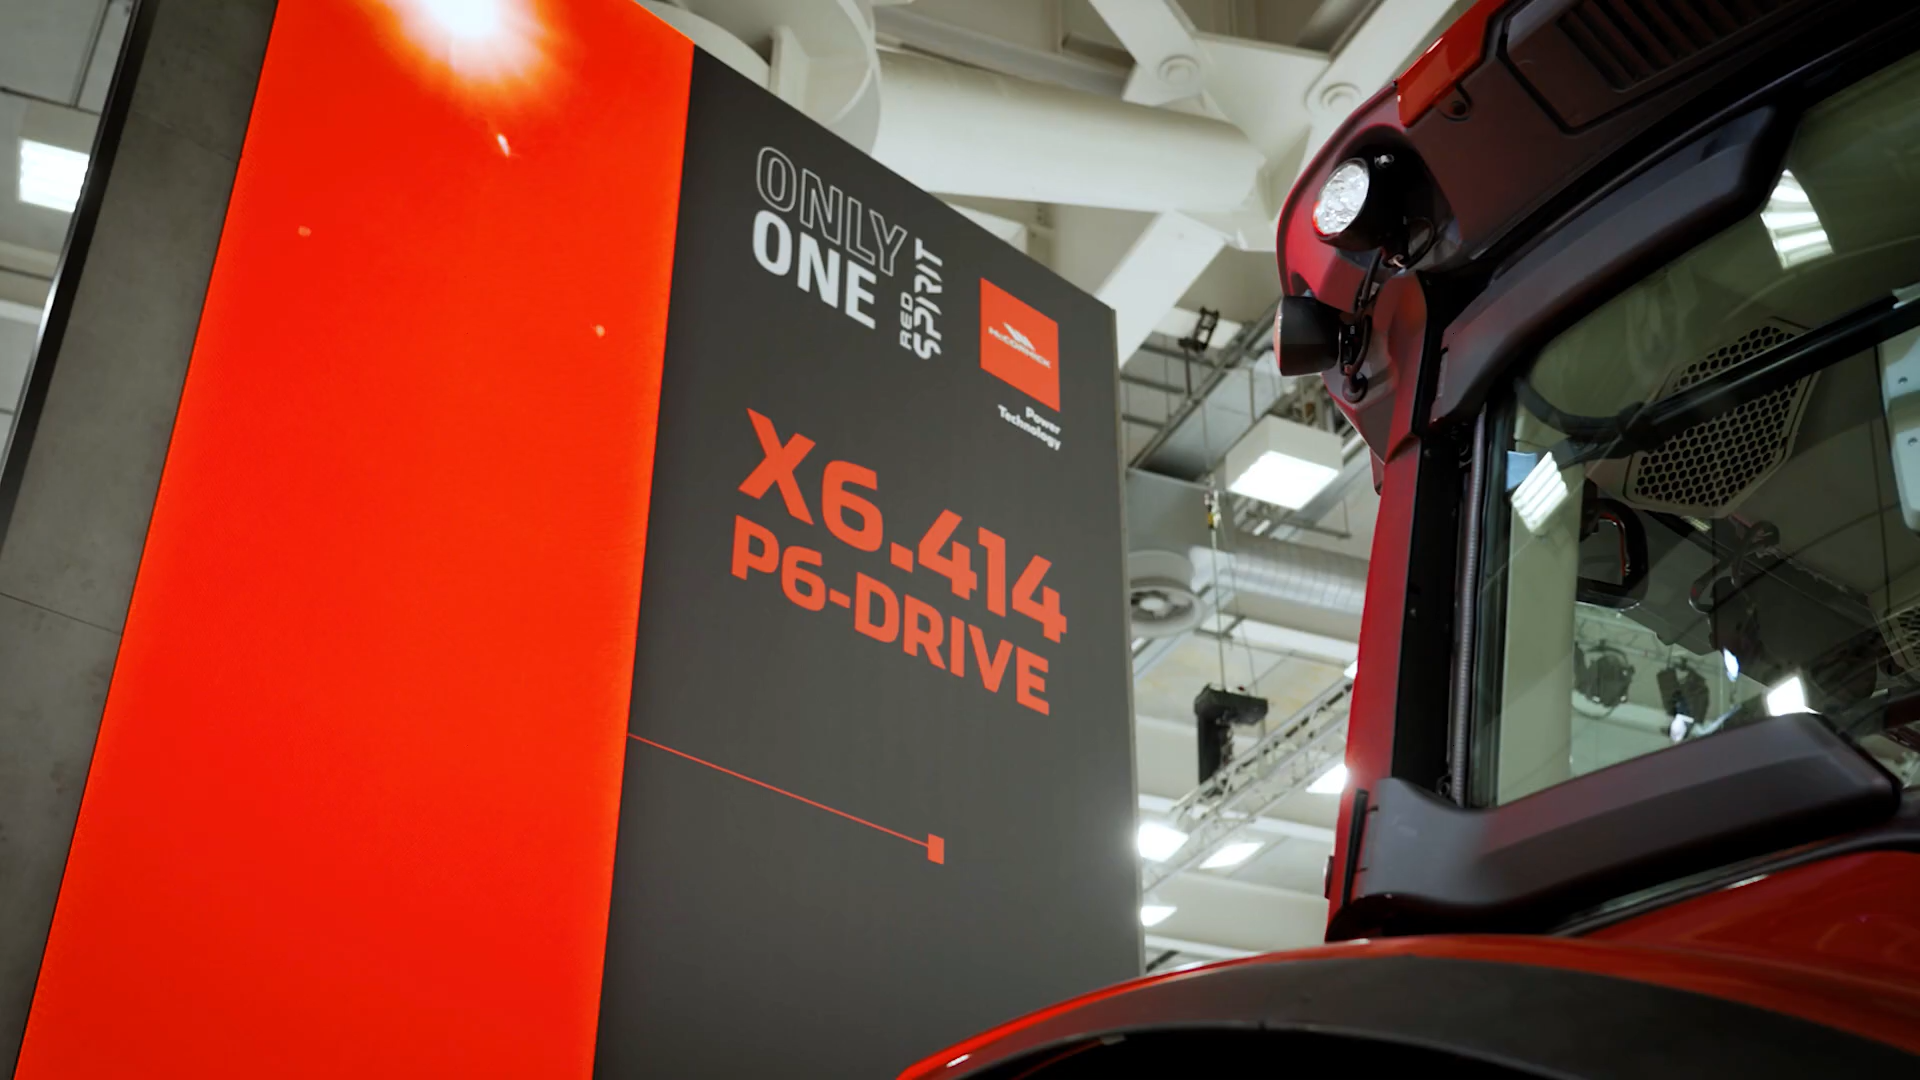 ONLY
ONE
RED
SPIRIT
McCORMICK
Power
Technology
X6.414
P6-DRIVE